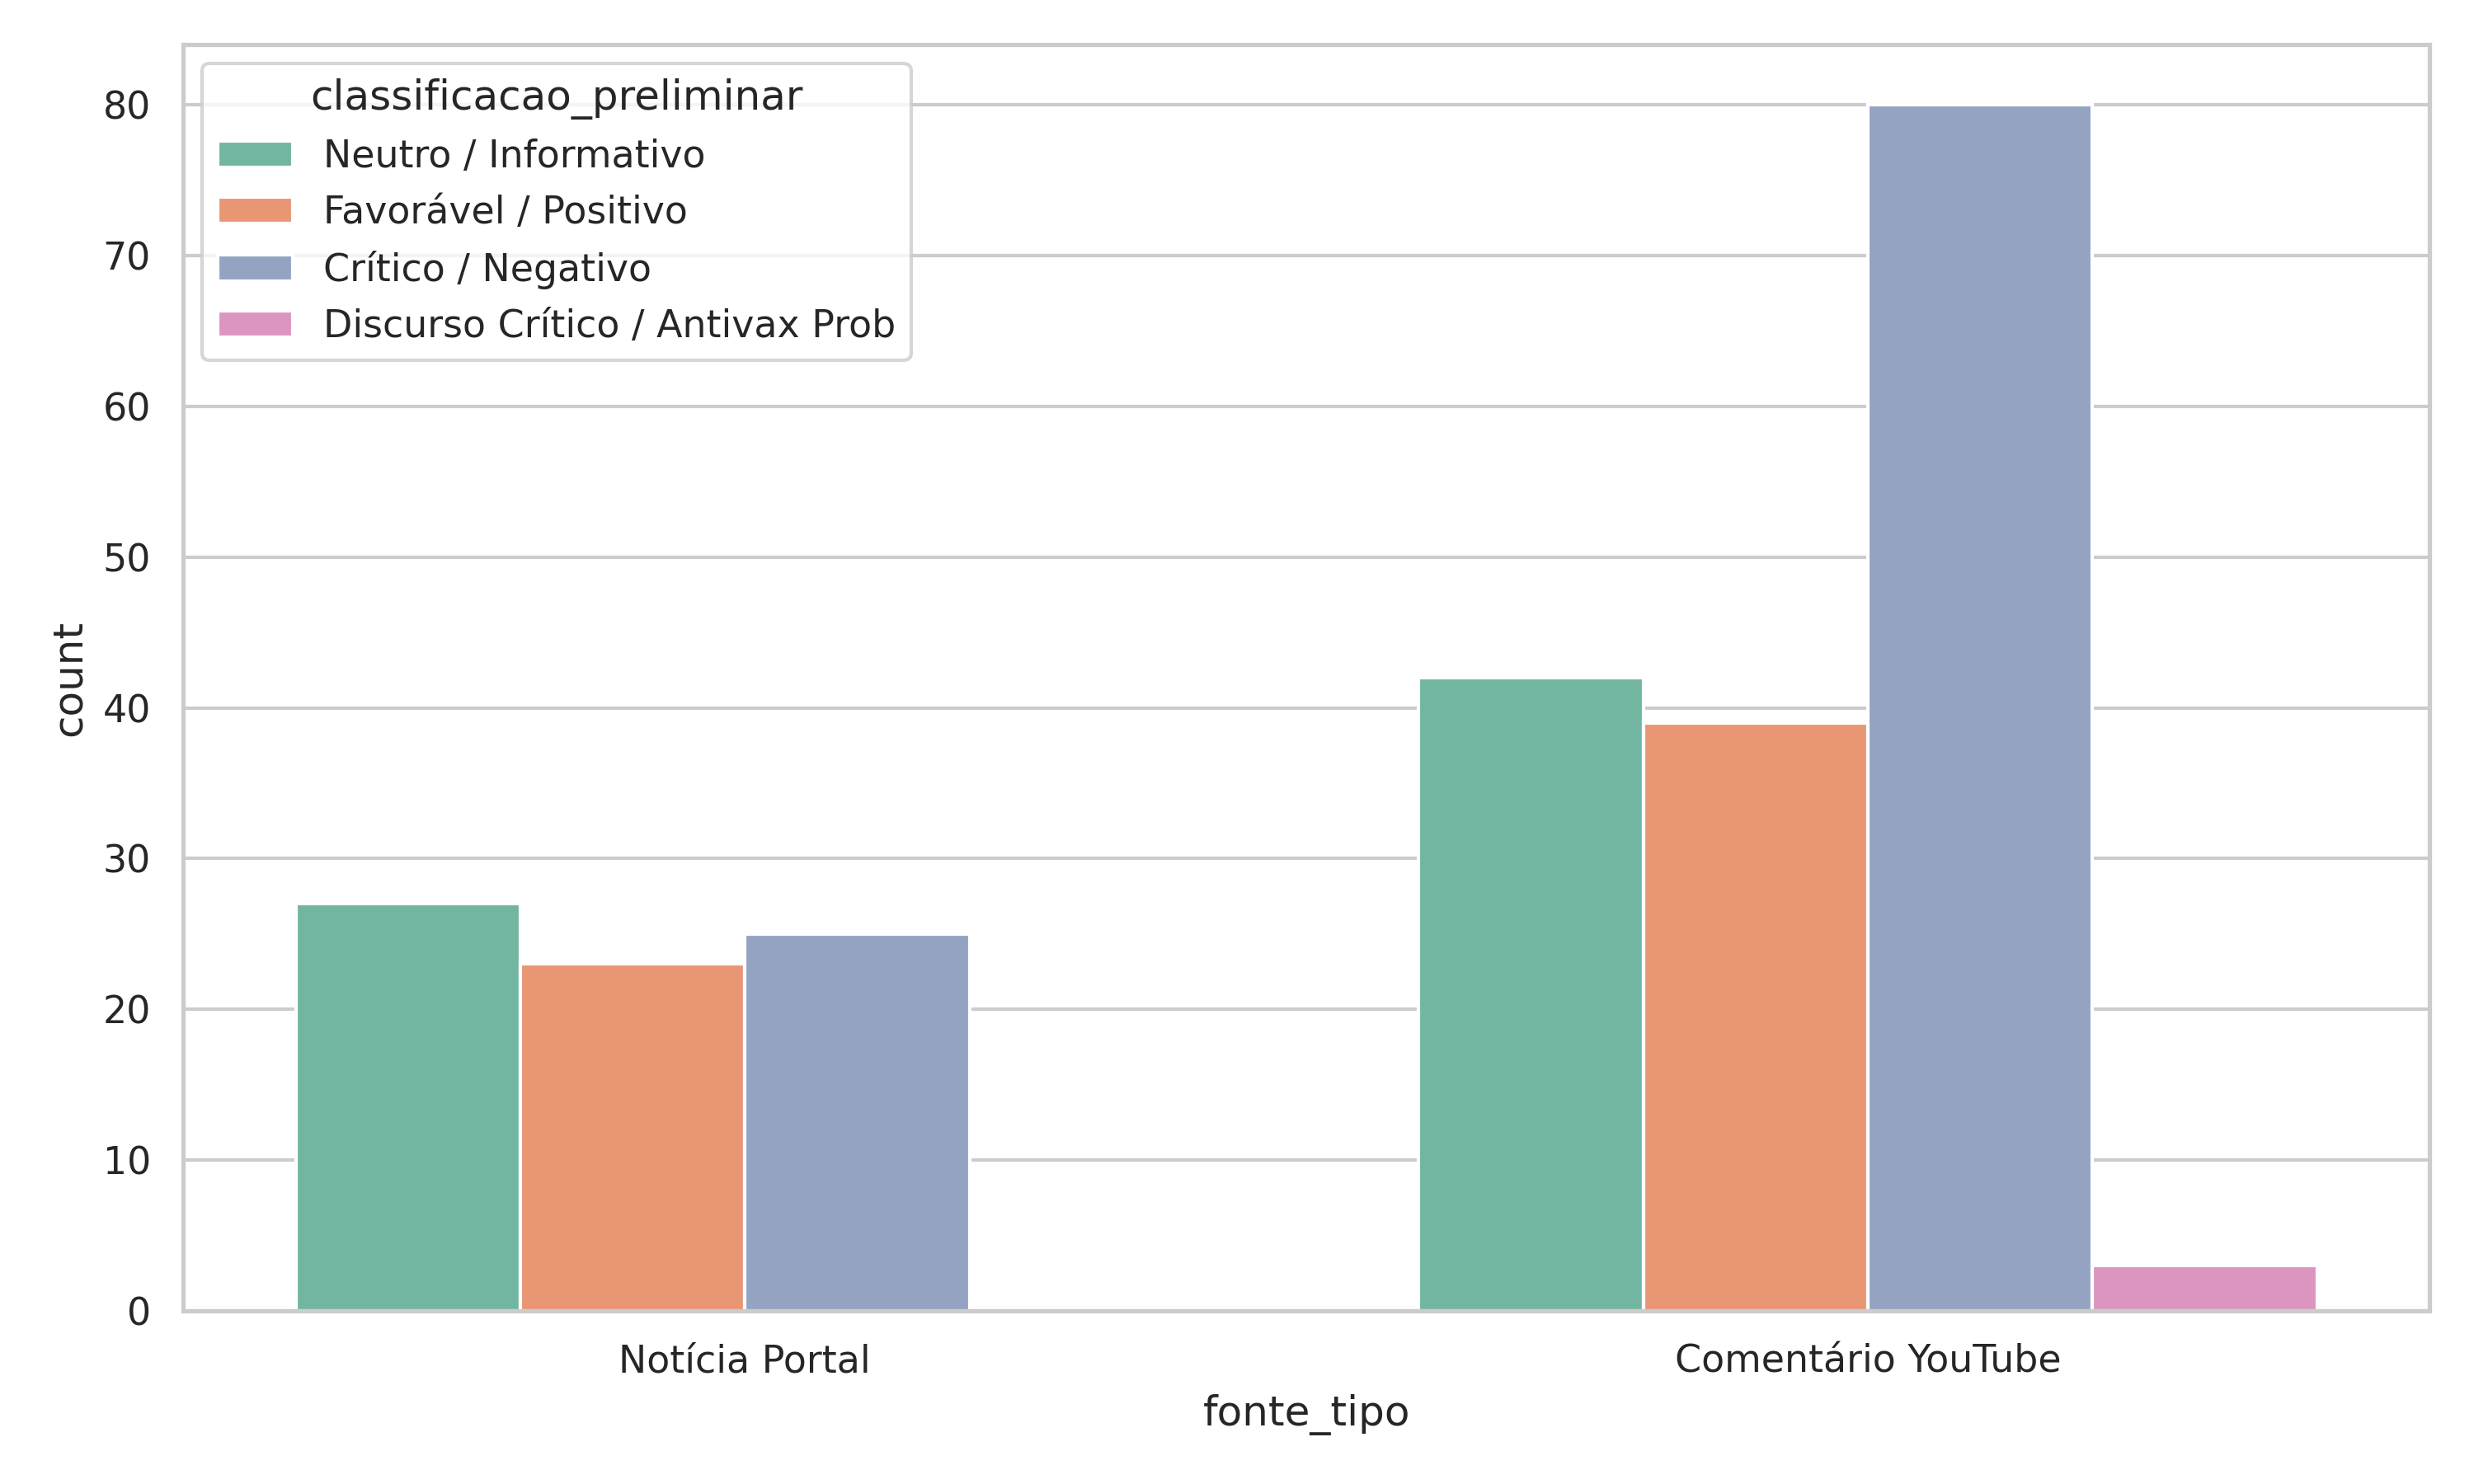 classificacao_preliminar
Neutro / Informativo
Favorável / Positivo
Crítico / Negativo
Discurso Crítico / Antivax Prob
80
70
60
50
40
30
20
10
0
count
Notícia Portal
Comentário YouTube
fonte_tipo